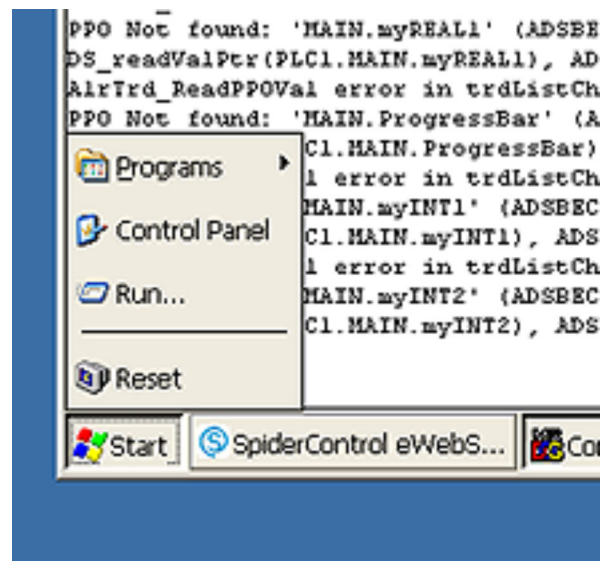 PPO Not found: 'MAIN.myREAL1' (ADSBE
DS_readValPtr(PLC1.MAIN.myREAL1), AD
AlrTrd_ReadPPOVal error in trdListCh
PPO Not found: 'MAIN.ProgressBar' (A
C1.MAIN.ProgressBar)
l error in trdListCh
MAIN.myINT1' (ADSBEC
C1.MAIN.myINT1), ADS
l error in trdListCh
MAIN.myINT2' (ADSBEC
C1.MAIN.myINT2), ADS
Programs
Control Panel
Run...
Reset
Start
SpiderControl eWebS...
Con